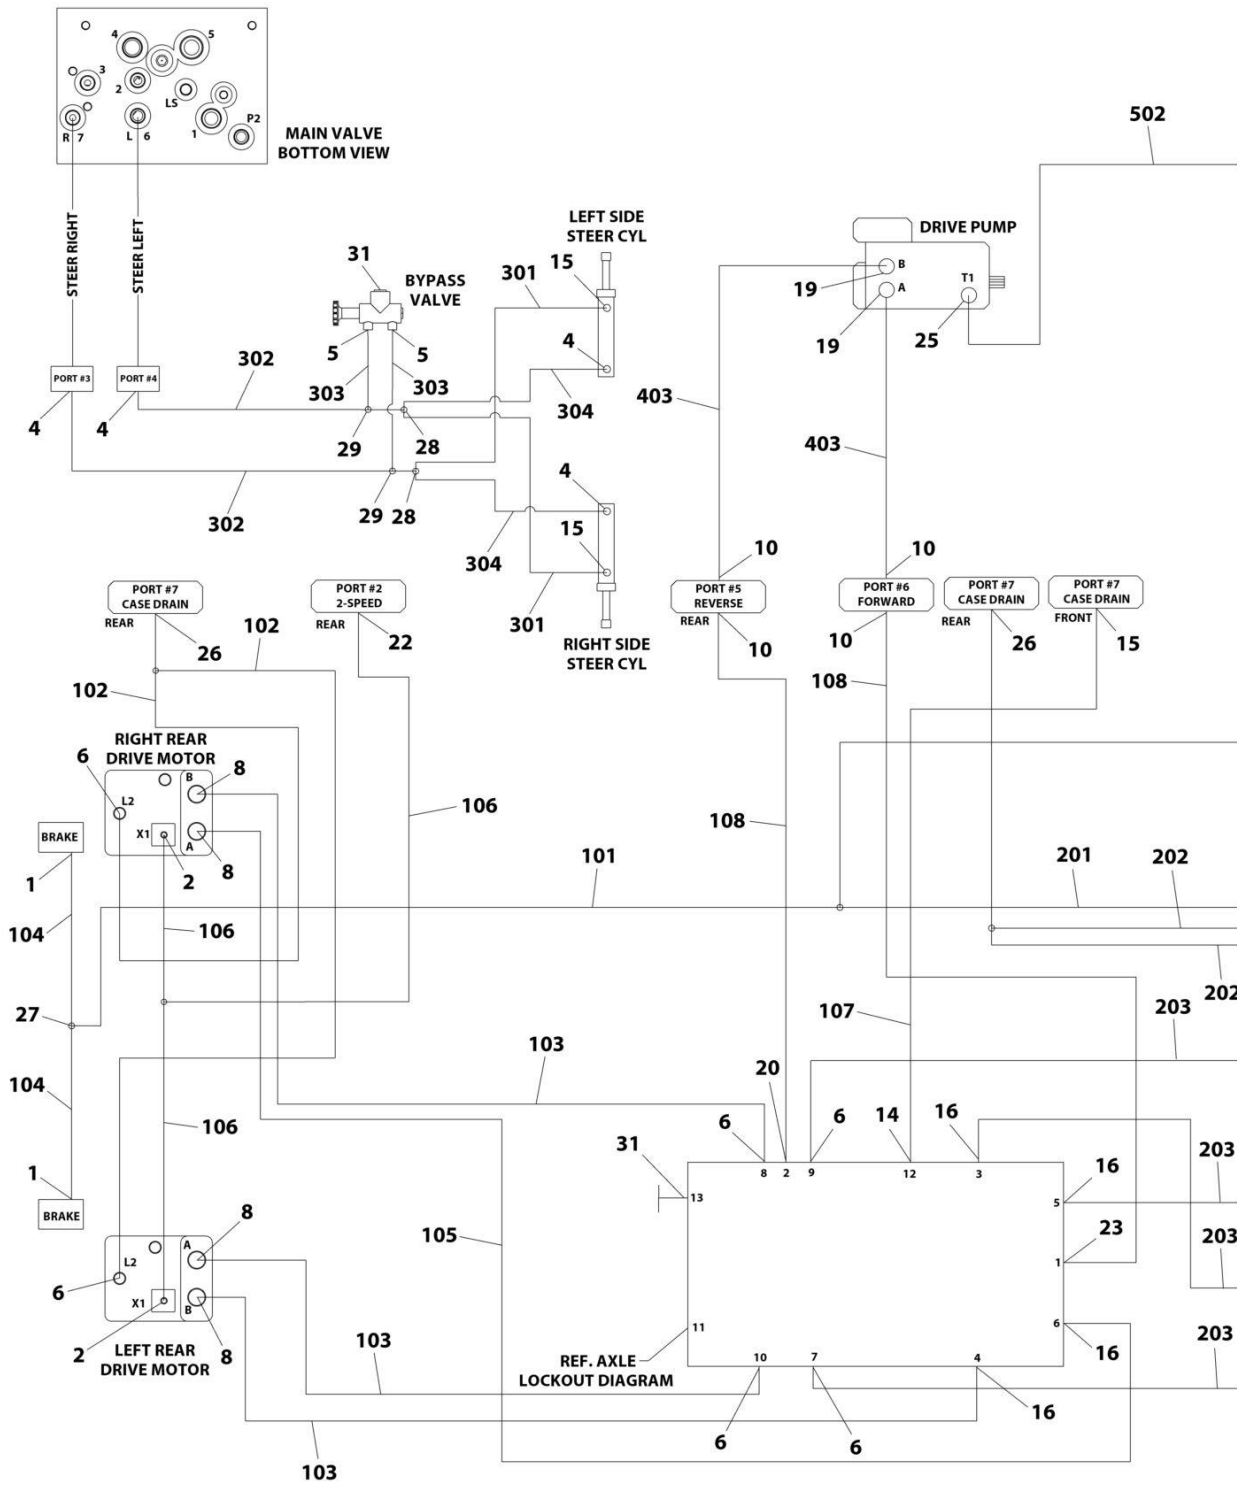 4
5
3
2
LS
R 7
L 6
1
P2
MAIN VALVE
BOTTOM VIEW
502
STEER RIGHT
STEER LEFT
LEFT SIDE
STEER CYL
DRIVE PUMP
31
BYPASS
VALVE
301
15
B
19
A
T1
5
5
4
19
25
302
303
303
PORT #3
PORT #4
304
403
4
4
29
28
403
4
302
29
28
15
304
10
10
PORT #7
CASE DRAIN
REAR
PORT #2
2-SPEED
REAR
PORT #5
REVERSE
REAR
PORT #6
FORWARD
PORT #7
CASE DRAIN
REAR
PORT #7
CASE DRAIN
FRONT
26
102
22
301
RIGHT SIDE
STEER CYL
10
10
26
15
102
108
RIGHT REAR
DRIVE MOTOR
6
B
8
L2
106
108
BRAKE
X1
A
1
2
8
101
201
202
104
106
202
27
107
203
103
20
104
106
6
6
14
16
31
8
2
9
12
3
1
13
16
203
5
BRAKE
8
105
23
203
A
L2
1
6
X1
B
11
6
203
2
8
LEFT REAR
DRIVE MOTOR
103
REF. AXLE
LOCKOUT DIAGRAM
10
7
4
16
16
6
6
103